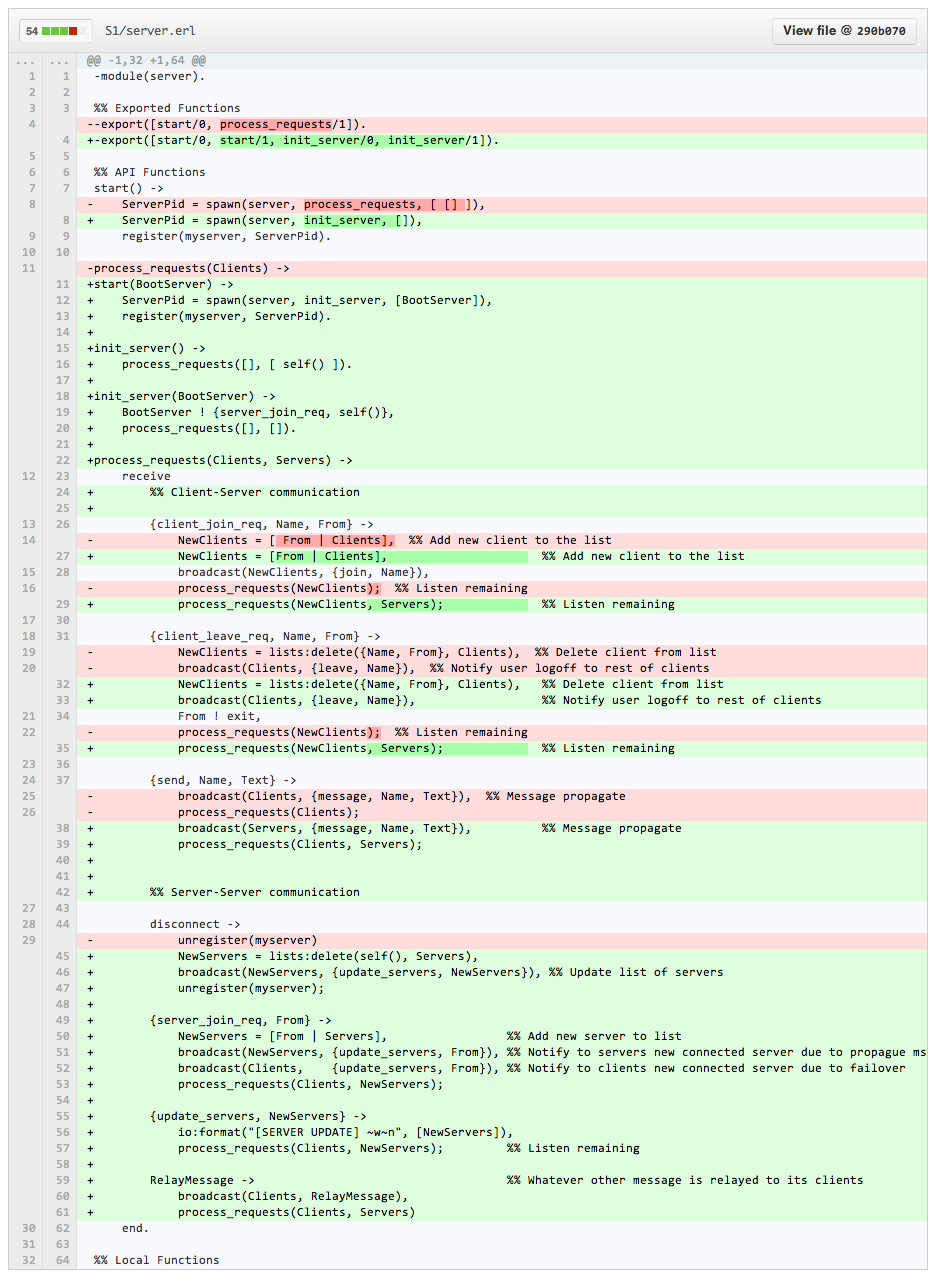 54 S1/server.erl View file @ 290b070
... ... @@ -1,32 +1,64 @@
1 1 -module(server).
2 2
3 3 %% Exported Functions
4 --export([start/0, process_requests/1]).
4 +-export([start/0, start/1, init_server/0, init_server/1]).
5 5
6 6 %% API Functions
7 7 start() ->
8 - ServerPid = spawn(server, process_requests, [ [] ]),
8 + ServerPid = spawn(server, init_server, []),
9 9 register(myserver, ServerPid).
10 10
11 -process_requests(Clients) ->
11 +start(BootServer) ->
12 + ServerPid = spawn(server, init_server, [BootServer]),
13 + register(myserver, ServerPid).
14 +
15 +init_server() ->
16 + process_requests([], [ self() ]).
17 +
18 +init_server(BootServer) ->
19 + BootServer ! {server_join_req, self()},
20 + process_requests([], []).
21 +
22 +process_requests(Clients, Servers) ->
12 23 receive
24 + %% Client-Server communication
25 +
13 26 {client_join_req, Name, From} ->
14 - NewClients = [ From | Clients], %% Add new client to the list
27 + NewClients = [From | Clients], %% Add new client to the list
15 28 broadcast(NewClients, {join, Name}),
16 - process_requests(NewClients); %% Listen remaining
29 + process_requests(NewClients, Servers); %% Listen remaining
17 30
18 31 {client_leave_req, Name, From} ->
19 - NewClients = lists:delete({Name, From}, Clients), %% Delete client from list
20 - broadcast(Clients, {leave, Name}), %% Notify user logoff to rest of clients
32 + NewClients = lists:delete({Name, From}, Clients), %% Delete client from list
33 + broadcast(Clients, {leave, Name}), %% Notify user logoff to rest of clients
21 34 From ! exit,
22 - process_requests(NewClients); %% Listen remaining
35 + process_requests(NewClients, Servers); %% Listen remaining
23 36
24 37 {send, Name, Text} ->
25 - broadcast(Clients, {message, Name, Text}), %% Message propagate
26 - process_requests(Clients);
38 + broadcast(Servers, {message, Name, Text}), %% Message propagate
39 + process_requests(Clients, Servers);
40 +
41 +
42 + %% Server-Server communication
27 43
28 44 disconnect ->
29 - unregister(myserver)
45 + NewServers = lists:delete(self(), Servers),
46 + broadcast(NewServers, {update_servers, NewServers}), %% Update list of servers
47 + unregister(myserver);
48 +
49 + {server_join_req, From} ->
50 + NewServers = [From | Servers], %% Add new server to list
51 + broadcast(NewServers, {update_servers, From}), %% Notify to servers new connected server due to propague ms
52 + broadcast(Clients, {update_servers, From}), %% Notify to clients new connected server due to failover
53 + process_requests(Clients, NewServers);
54 +
55 + {update_servers, NewServers} ->
56 + io:format("[SERVER UPDATE] ~w~n", [NewServers]),
57 + process_requests(Clients, NewServers); %% Listen remaining
58 +
59 + RelayMessage -> %% Whatever other message is relayed to its clients
60 + broadcast(Clients, RelayMessage),
61 + process_requests(Clients, Servers)
30 62 end.
31 63
32 64 %% Local Functions